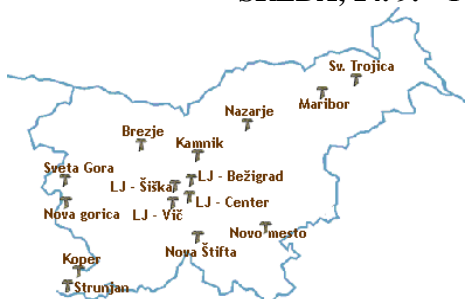 Sv. Trojica
Maribor
Nazarje
Brezje
Kamnik
Sveta Gora
LJ - Bežigrad
LJ - Šiška
LJ - Center
Nova gorica
LJ - Vič
Novo mesto
Nova Štifta
Koper
Strunjan